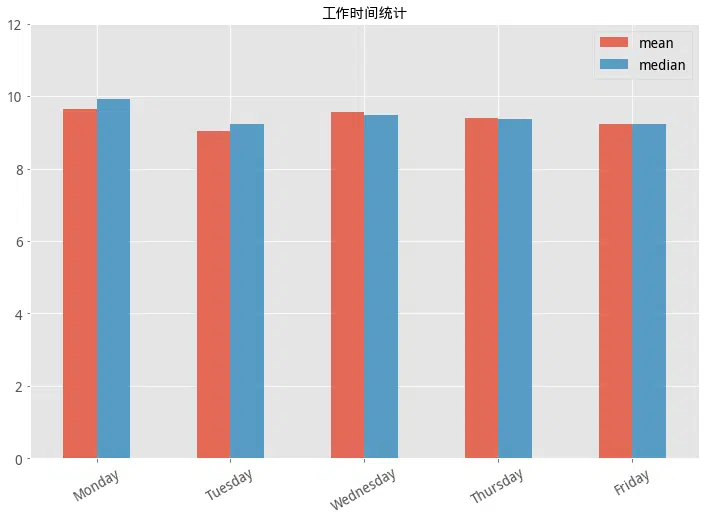 工作时间统计
12
10
8
6
4
2
0
mean
median
Monday
Tuesday
Wednesday
Thursday
Friday